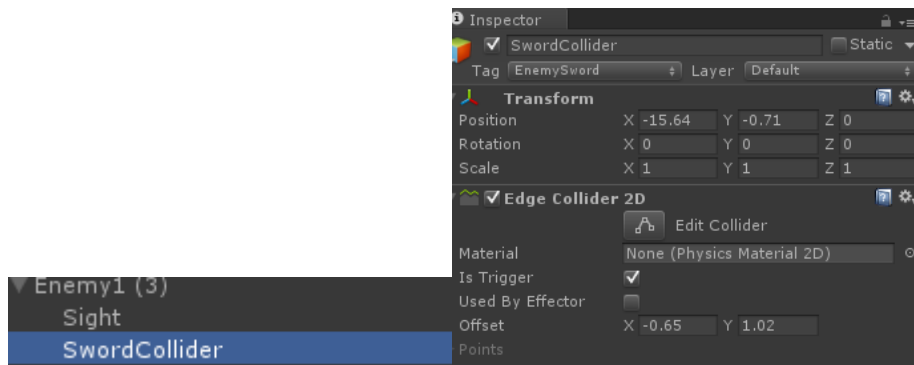 Inspector
SwordCollider Static
Tag EnemySword Layer Default
Transform
Position X -15.64 Y -0.71 Z 0
Rotation X 0 Y 0 Z 0
Scale X 1 Y 1 Z 1
Edge Collider 2D
Edit Collider
Material None (Physics Material 2D)
Is Trigger
Used By Effector
Offset X -0.65 Y 1.02
Points
Enemy1 (3)
Sight
SwordCollider